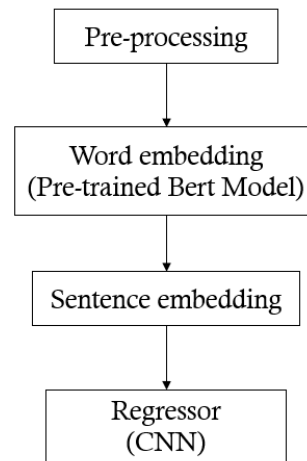 Pre-processing
Word embedding
(Pre-trained Bert Model)
Sentence embedding
Regressor
(CNN)